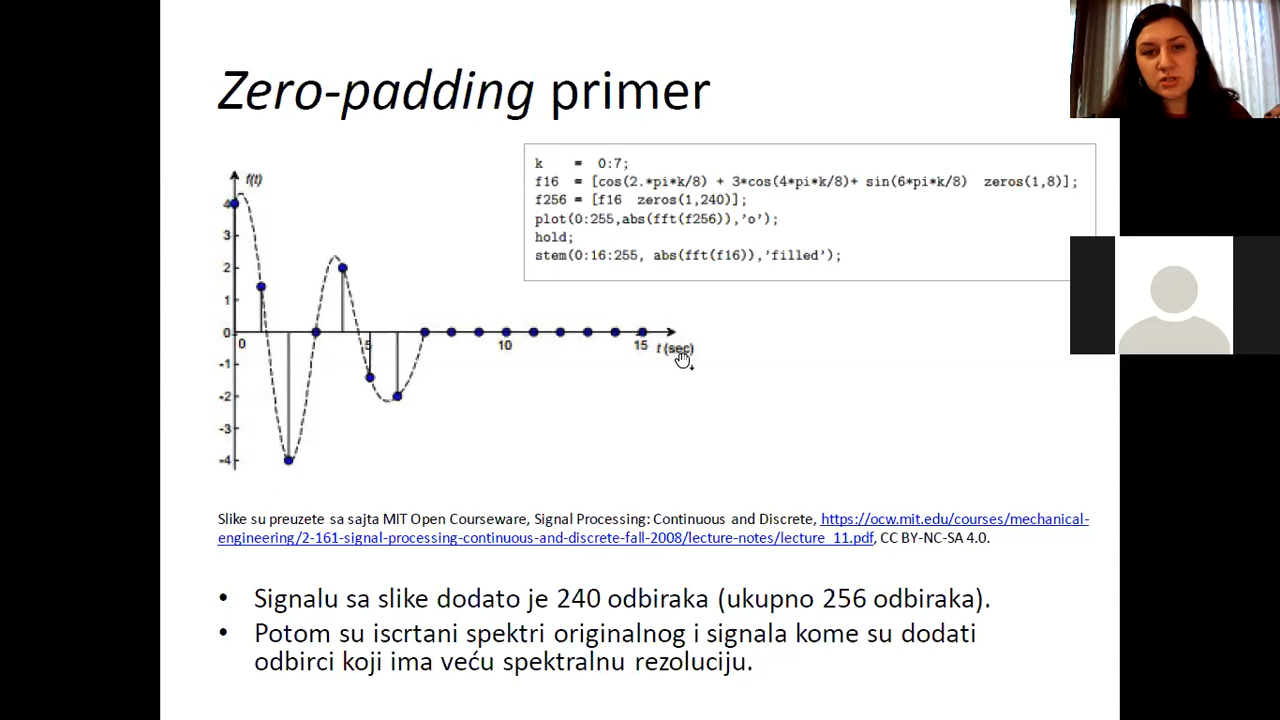 Zero-padding primer
k = 0:7;
f16 = [cos(2.*pi*k/8) + 3*cos(4*pi*k/8)+ sin(6*pi*k/8) zeros(1,8)];
f256 = [f16 zeros(1,240)];
plot(0:255,abs(fft(f256)),'o');
hold;
stem(0:16:255, abs(fft(f16)),'filled');
f(t)
4
3
2
1
0
-1
-2
-3
-4
0 5 10 15 t (sec)
Slike su preuzete sa sajta MIT Open Courseware, Signal Processing: Continuous and Discrete, https://ocw.mit.edu/courses/mechanical-
engineering/2-161-signal-processing-continuous-and-discrete-fall-2008/lecture-notes/lecture_11.pdf, CC BY-NC-SA 4.0.
• Signalu sa slike dodato je 240 odbiraka (ukupno 256 odbiraka).
• Potom su iscrtani spektri originalnog i signala kome su dodati
odbirci koji ima veću spektralnu rezoluciju.